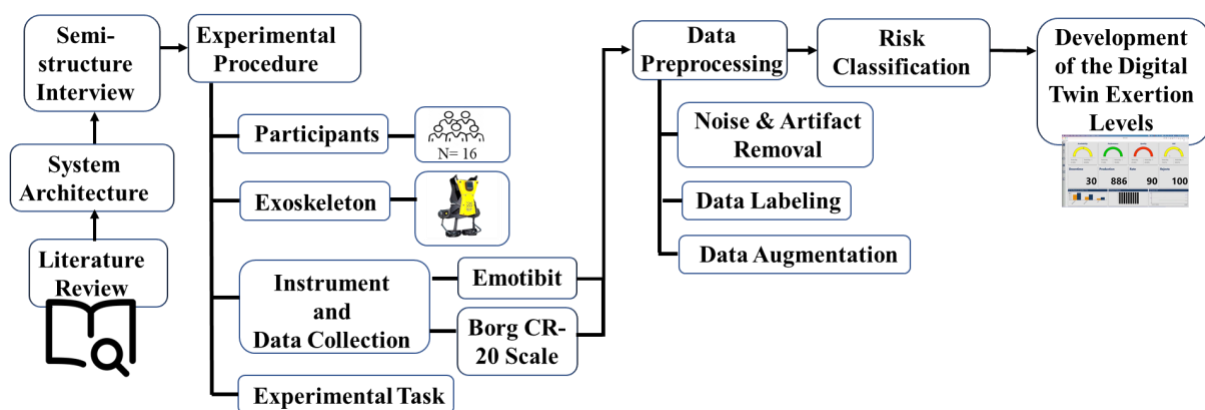 Semi-
structure
Interview
System
Architecture
Literature
Review
Experimental
Procedure
Participants
N= 16
Exoskeleton
Instrument
and
Data Collection
Emotibit
Borg CR-
20 Scale
Experimental Task
Data
Preprocessing
Noise & Artifact
Removal
Data Labeling
Data Augmentation
Risk
Classification
Development
of the Digital
Twin Exertion
Levels
30 886 90 100